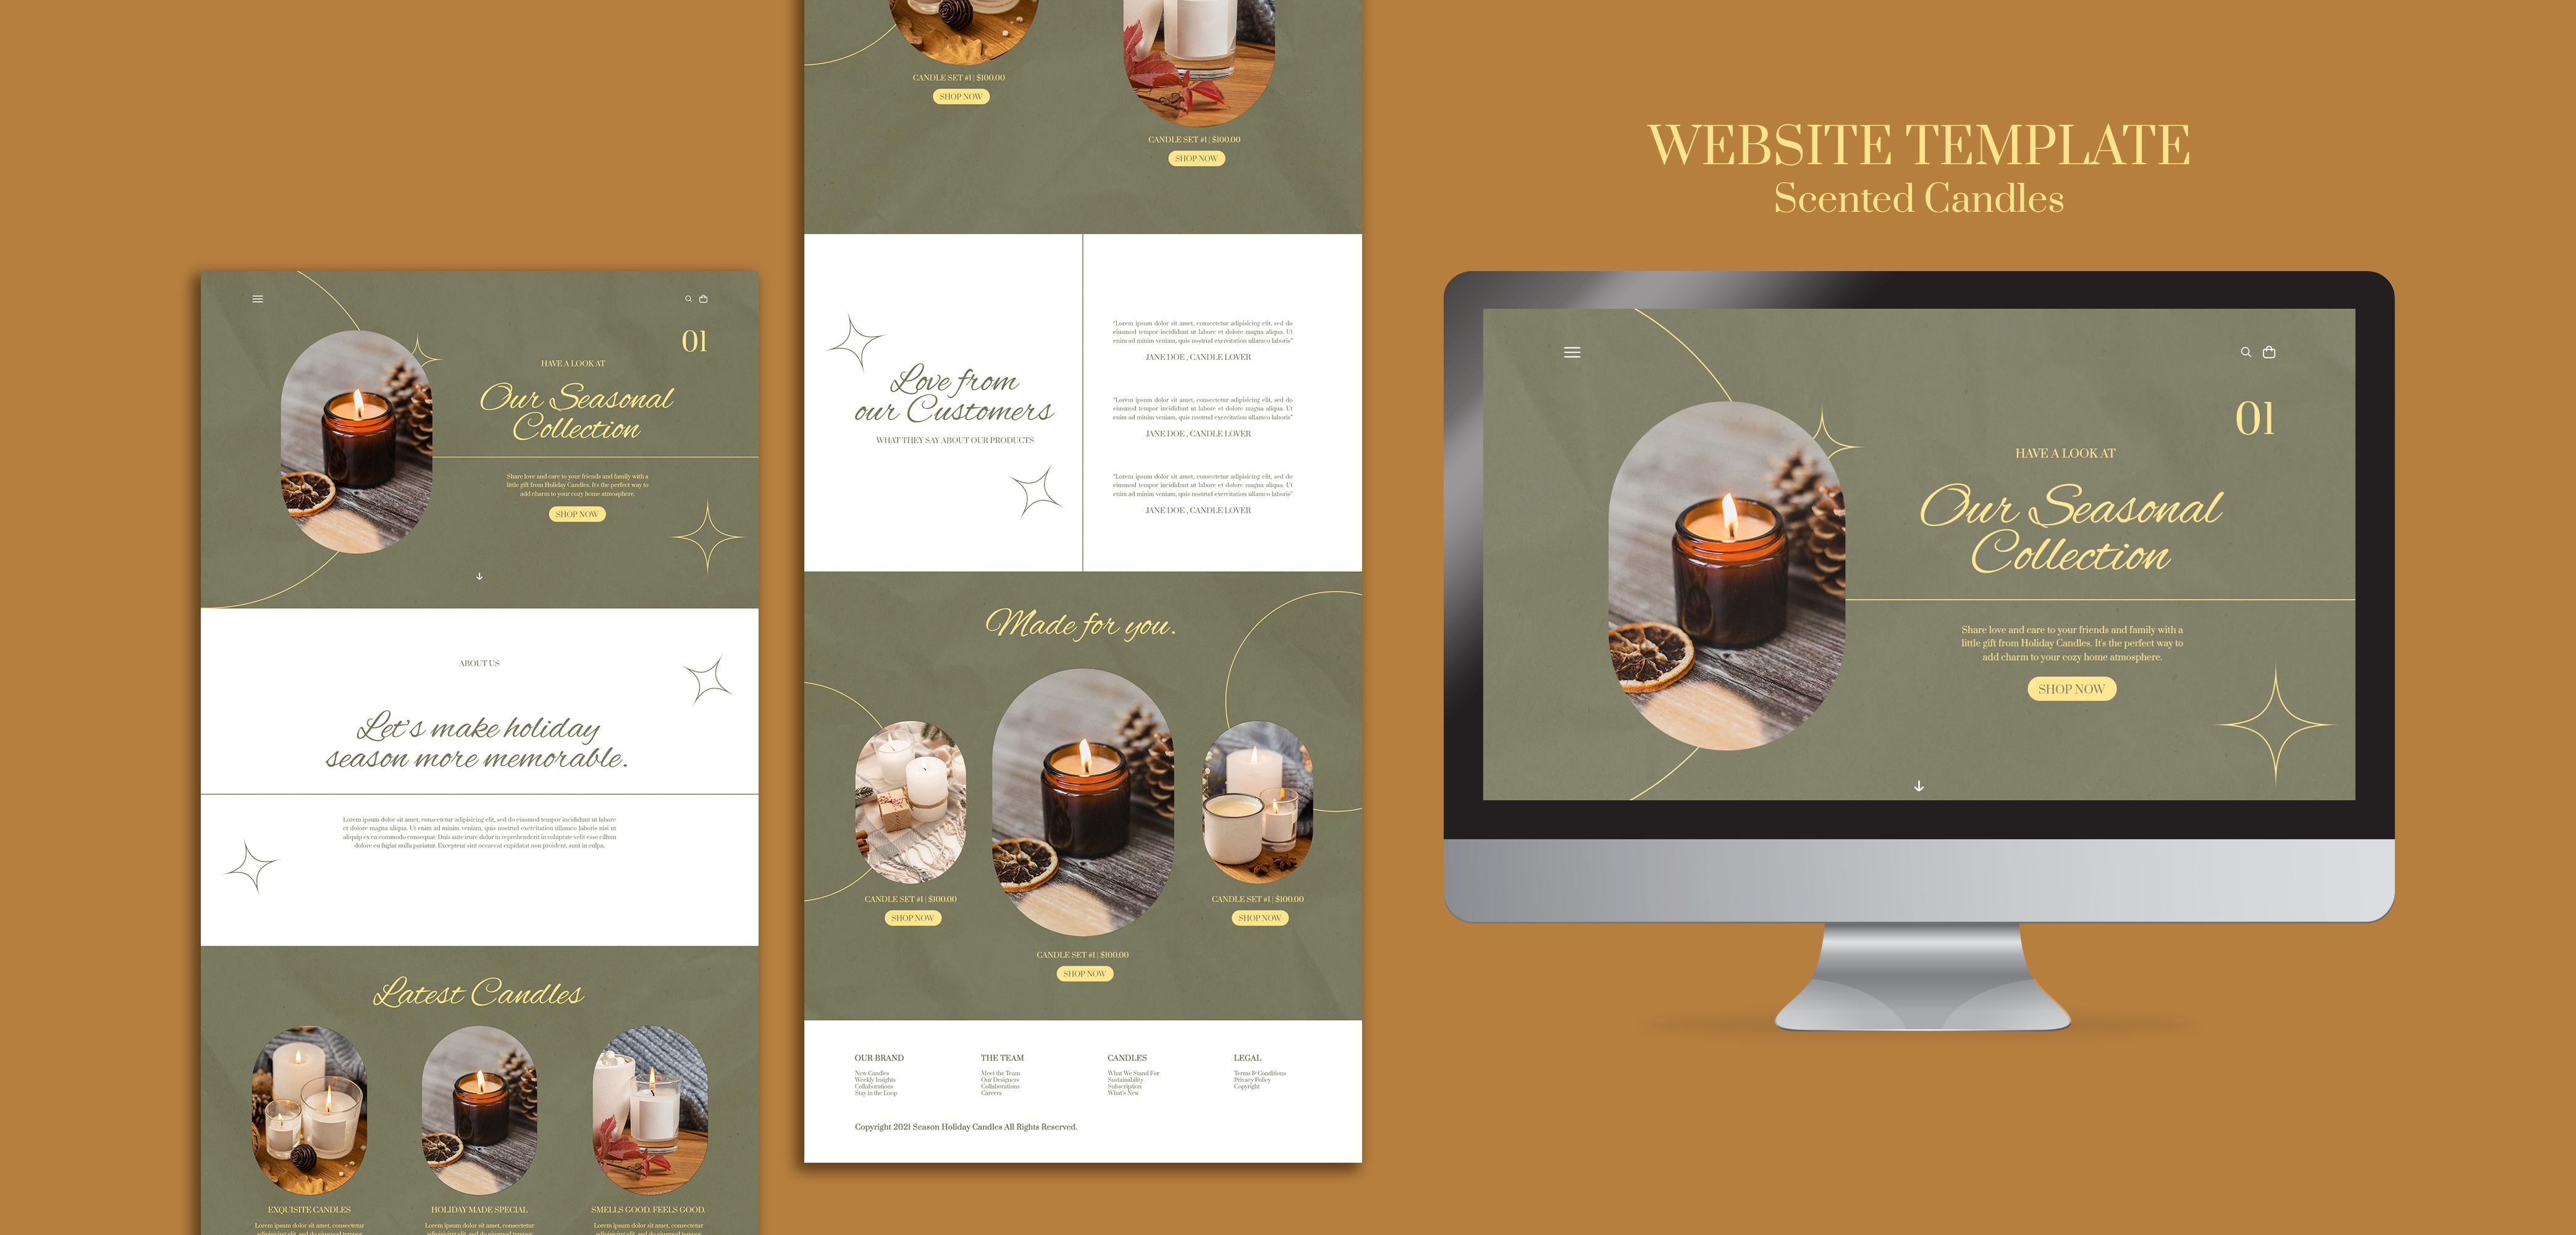 01
HAVE A LOOK AT
Our Seasonal
Collection
Share love and care to your friends and family with a
little gift from Holiday Candles. It's the perfect way to
add charm to your cozy home atmosphere.
SHOP NOW
ABOUT US
Let's make holiday
season more memorable.
Lorem ipsum dolor sit amet, consectetur adipisicing elit, sed do eiusmod tempor incididunt ut labore
et dolore magna aliqua. Ut enim ad minim veniam, quis nostrud exercitation ullamco laboris nisi ut
aliquip ex ea commodo consequat. Duis aute irure dolor in reprehenderit in voluptate velit esse cillum
dolore eu fugiat nulla pariatur. Excepteur sint occaecat cupidatat non proident, sunt in culpa.
Latest Candles
EXQUISITE CANDLES
Lorem ipsum dolor sit amet, consectetur
HOLIDAY MADE SPECIAL
Lorem ipsum dolor sit amet, consectetur
SMELLS GOOD. FEELS GOOD.
Lorem ipsum dolor sit amet, consectetur
CANDLE SET #1 | $100.00
SHOP NOW
CANDLE SET #1 | $100.00
SHOP NOW
Love from
our Customers
WHAT THEY SAY ABOUT OUR PRODUCTS
"Lorem ipsum dolor sit amet, consectetur adipisicing elit, sed do
eiusmod tempor incididunt ut labore et dolore magna aliqua. Ut
enim ad minim veniam, quis nostrud exercitation ullamco laboris"
JANE DOE , CANDLE LOVER
"Lorem ipsum dolor sit amet, consectetur adipisicing elit, sed do
eiusmod tempor incididunt ut labore et dolore magna aliqua. Ut
enim ad minim veniam, quis nostrud exercitation ullamco laboris"
JANE DOE , CANDLE LOVER
"Lorem ipsum dolor sit amet, consectetur adipisicing elit, sed do
eiusmod tempor incididunt ut labore et dolore magna aliqua. Ut
enim ad minim veniam, quis nostrud exercitation ullamco laboris"
JANE DOE , CANDLE LOVER
Made for you.
CANDLE SET #1 | $100.00
SHOP NOW
CANDLE SET #1 | $100.00
SHOP NOW
CANDLE SET #1 | $100.00
SHOP NOW
OUR BRAND
New Candles
Weekly Insights
Collaborations
Stay in the Loop
THE TEAM
Meet the Team
Our Designers
Collaborations
Careers
CANDLES
What We Stand For
Sustainability
Subscription
What's New
LEGAL
Terms & Conditions
Privacy Policy
Copyright
Copyright 2021 Season Holiday Candles All Rights Reserved.
WEBSITE TEMPLATE
Scented Candles
01
HAVE A LOOK AT
Our Seasonal
Collection
Share love and care to your friends and family with a
little gift from Holiday Candles. It's the perfect way to
add charm to your cozy home atmosphere.
SHOP NOW